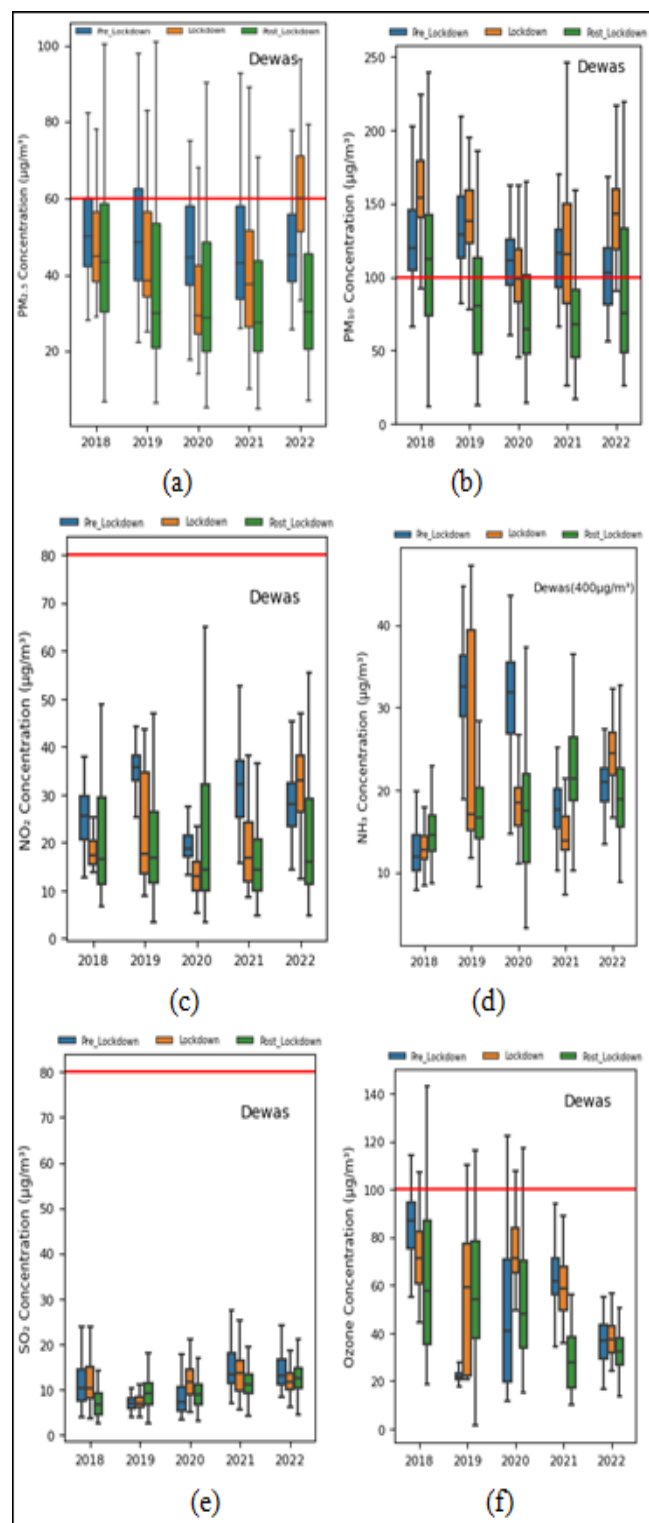 Pre_Lockdown Lockdown Post_Lockdown
Dewas
PM₂.₅ Concentration (µg/m³)
100
80
60
40
20
2018 2019 2020 2021 2022
(a)
Pre_Lockdown Lockdown Post_Lockdown
Dewas
PM₁₀ Concentration (µg/m³)
250
200
150
100
50
0
2018 2019 2020 2021 2022
(b)
Pre_Lockdown Lockdown Post_Lockdown
Dewas
NO₂ Concentration (µg/m³)
80
70
60
50
40
30
20
10
0
2018 2019 2020 2021 2022
(c)
Pre_Lockdown Lockdown Post_Lockdown
Dewas(400µg/m³)
NH₃ Concentration (µg/m³)
40
30
20
10
2018 2019 2020 2021 2022
(d)
Pre_Lockdown Lockdown Post_Lockdown
Dewas
SO₂ Concentration (µg/m³)
80
70
60
50
40
30
20
10
0
2018 2019 2020 2021 2022
(e)
Pre_Lockdown Lockdown Post_Lockdown
Dewas
Ozone Concentration (µg/m³)
140
120
100
80
60
40
20
0
2018 2019 2020 2021 2022
(f)